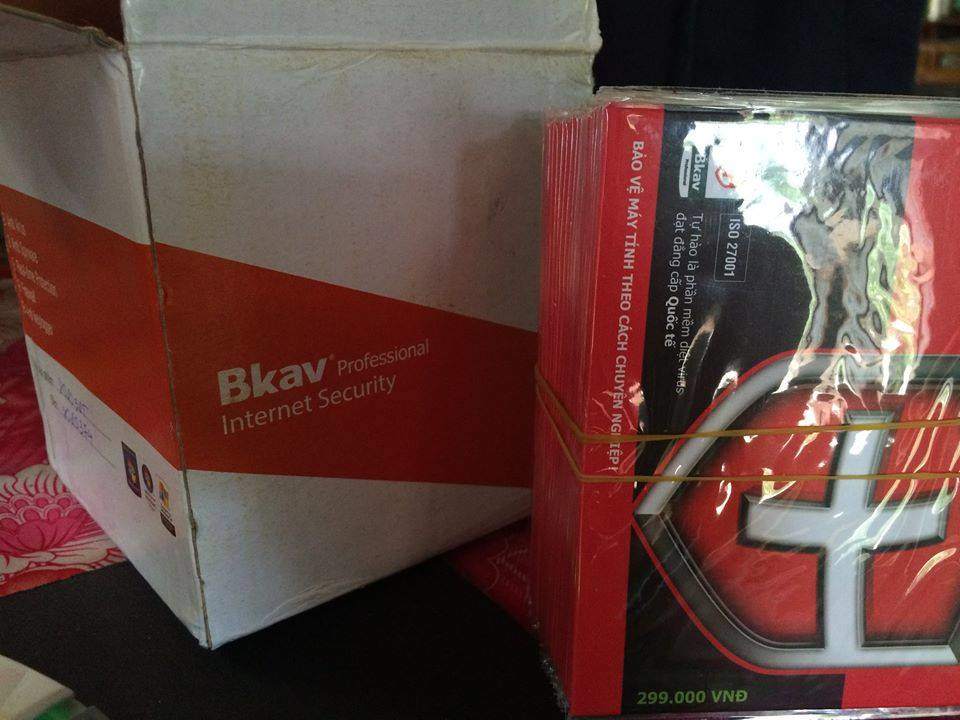 Bkav® Professional
Internet Security
BẢO VỆ MÁY TÍNH THEO CÁCH CHUYÊN NGHIỆP!
Bkav
ISO 27001
Tự hào là phần mềm diệt virus
đạt đẳng cấp Quốc tế
299.000 VNĐ